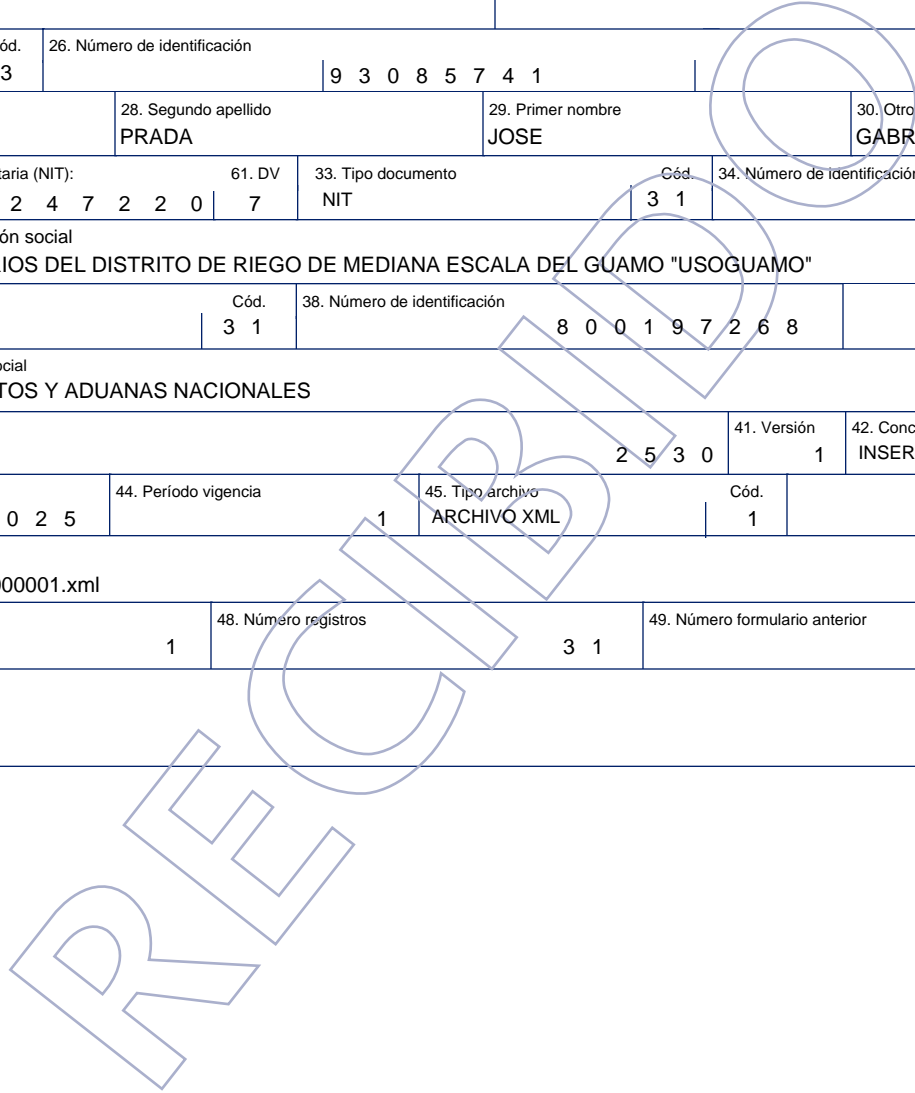 ód. 26. Número de identificación
3 9 3 0 8 5 7 4 1
28. Segundo apellido 29. Primer nombre 30. Otro
PRADA JOSE GABR
taria (NIT): 61. DV 33. Tipo documento Cód. 34. Número de identificación
2 4 7 2 2 0 7 NIT 3 1
ón social
IOS DEL DISTRITO DE RIEGO DE MEDIANA ESCALA DEL GUAMO "USOGUAMO"
Cód. 38. Número de identificación
3 1 8 0 0 1 9 7 2 6 8
ocial
TOS Y ADUANAS NACIONALES
41. Versión 42. Conc
2 5 3 0 1 INSER
44. Período vigencia 45. Tipo archivo Cód.
0 2 5 1 ARCHIVO XML 1
000001.xml
48. Número registros 49. Número formulario anterior
1 3 1
RECIBIDO